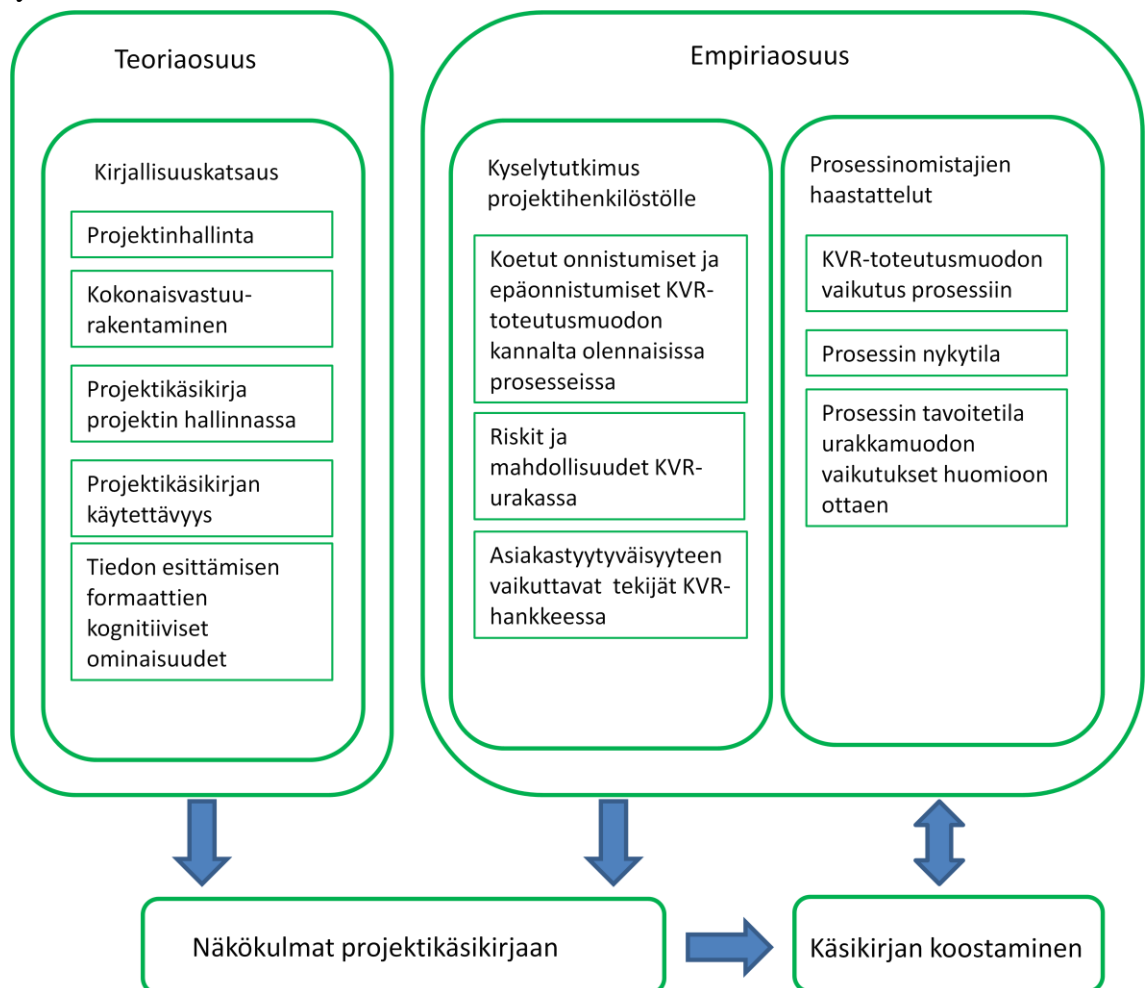 Teoriaosuus
Kirjallisuuskatsaus
Projektinhallinta
Kokonaisvastuu-
rakentaminen
Projektikäsikirja
projektin hallinnassa
Projektikäsikirjan
käytettävyys
Tiedon esittämisen
formaattien
kognitiiviset
ominaisuudet
Empiriaosuus
Kyselytutkimus
projektihenkilöstölle
Koetut onnistumiset ja
epäonnistumiset KVR-
toteutusmuodon
kannalta olennaisissa
prosesseissa
Riskit ja
mahdollisuudet KVR-
urakassa
Asiakastyytyväisyyteen
vaikuttavat tekijät KVR-
hankkeessa
Prosessinomistajien
haastattelut
KVR-toteutusmuodon
vaikutus prosessiin
Prosessin nykytila
Prosessin tavoitetila
urakkamuodon
vaikutukset huomioon
ottaen
Näkökulmat projektikäsikirjaan
Käsikirjan koostaminen